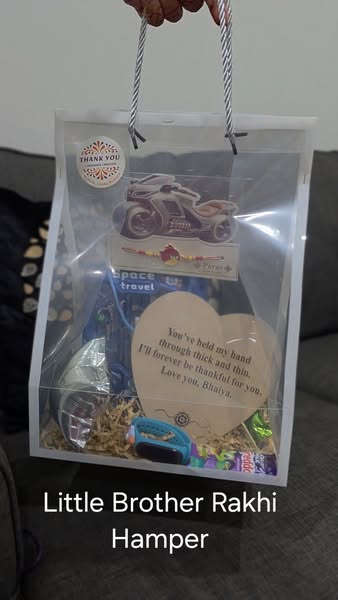 THANK YOU
Space
travel
Paras
You've held my hand
through thick and thin,
I'll forever be thankful for you.
Love you, Bhaiya.
Little Brother Rakhi
Hamper